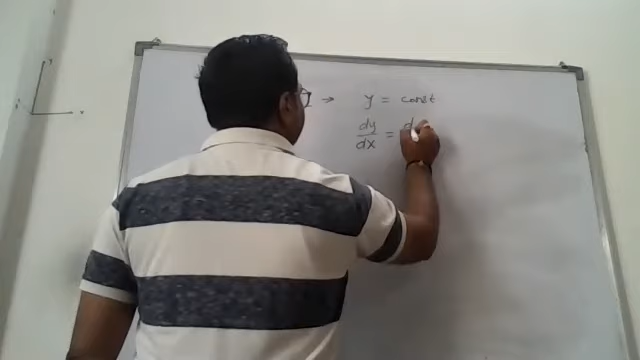 → y = const
dy/dx = d